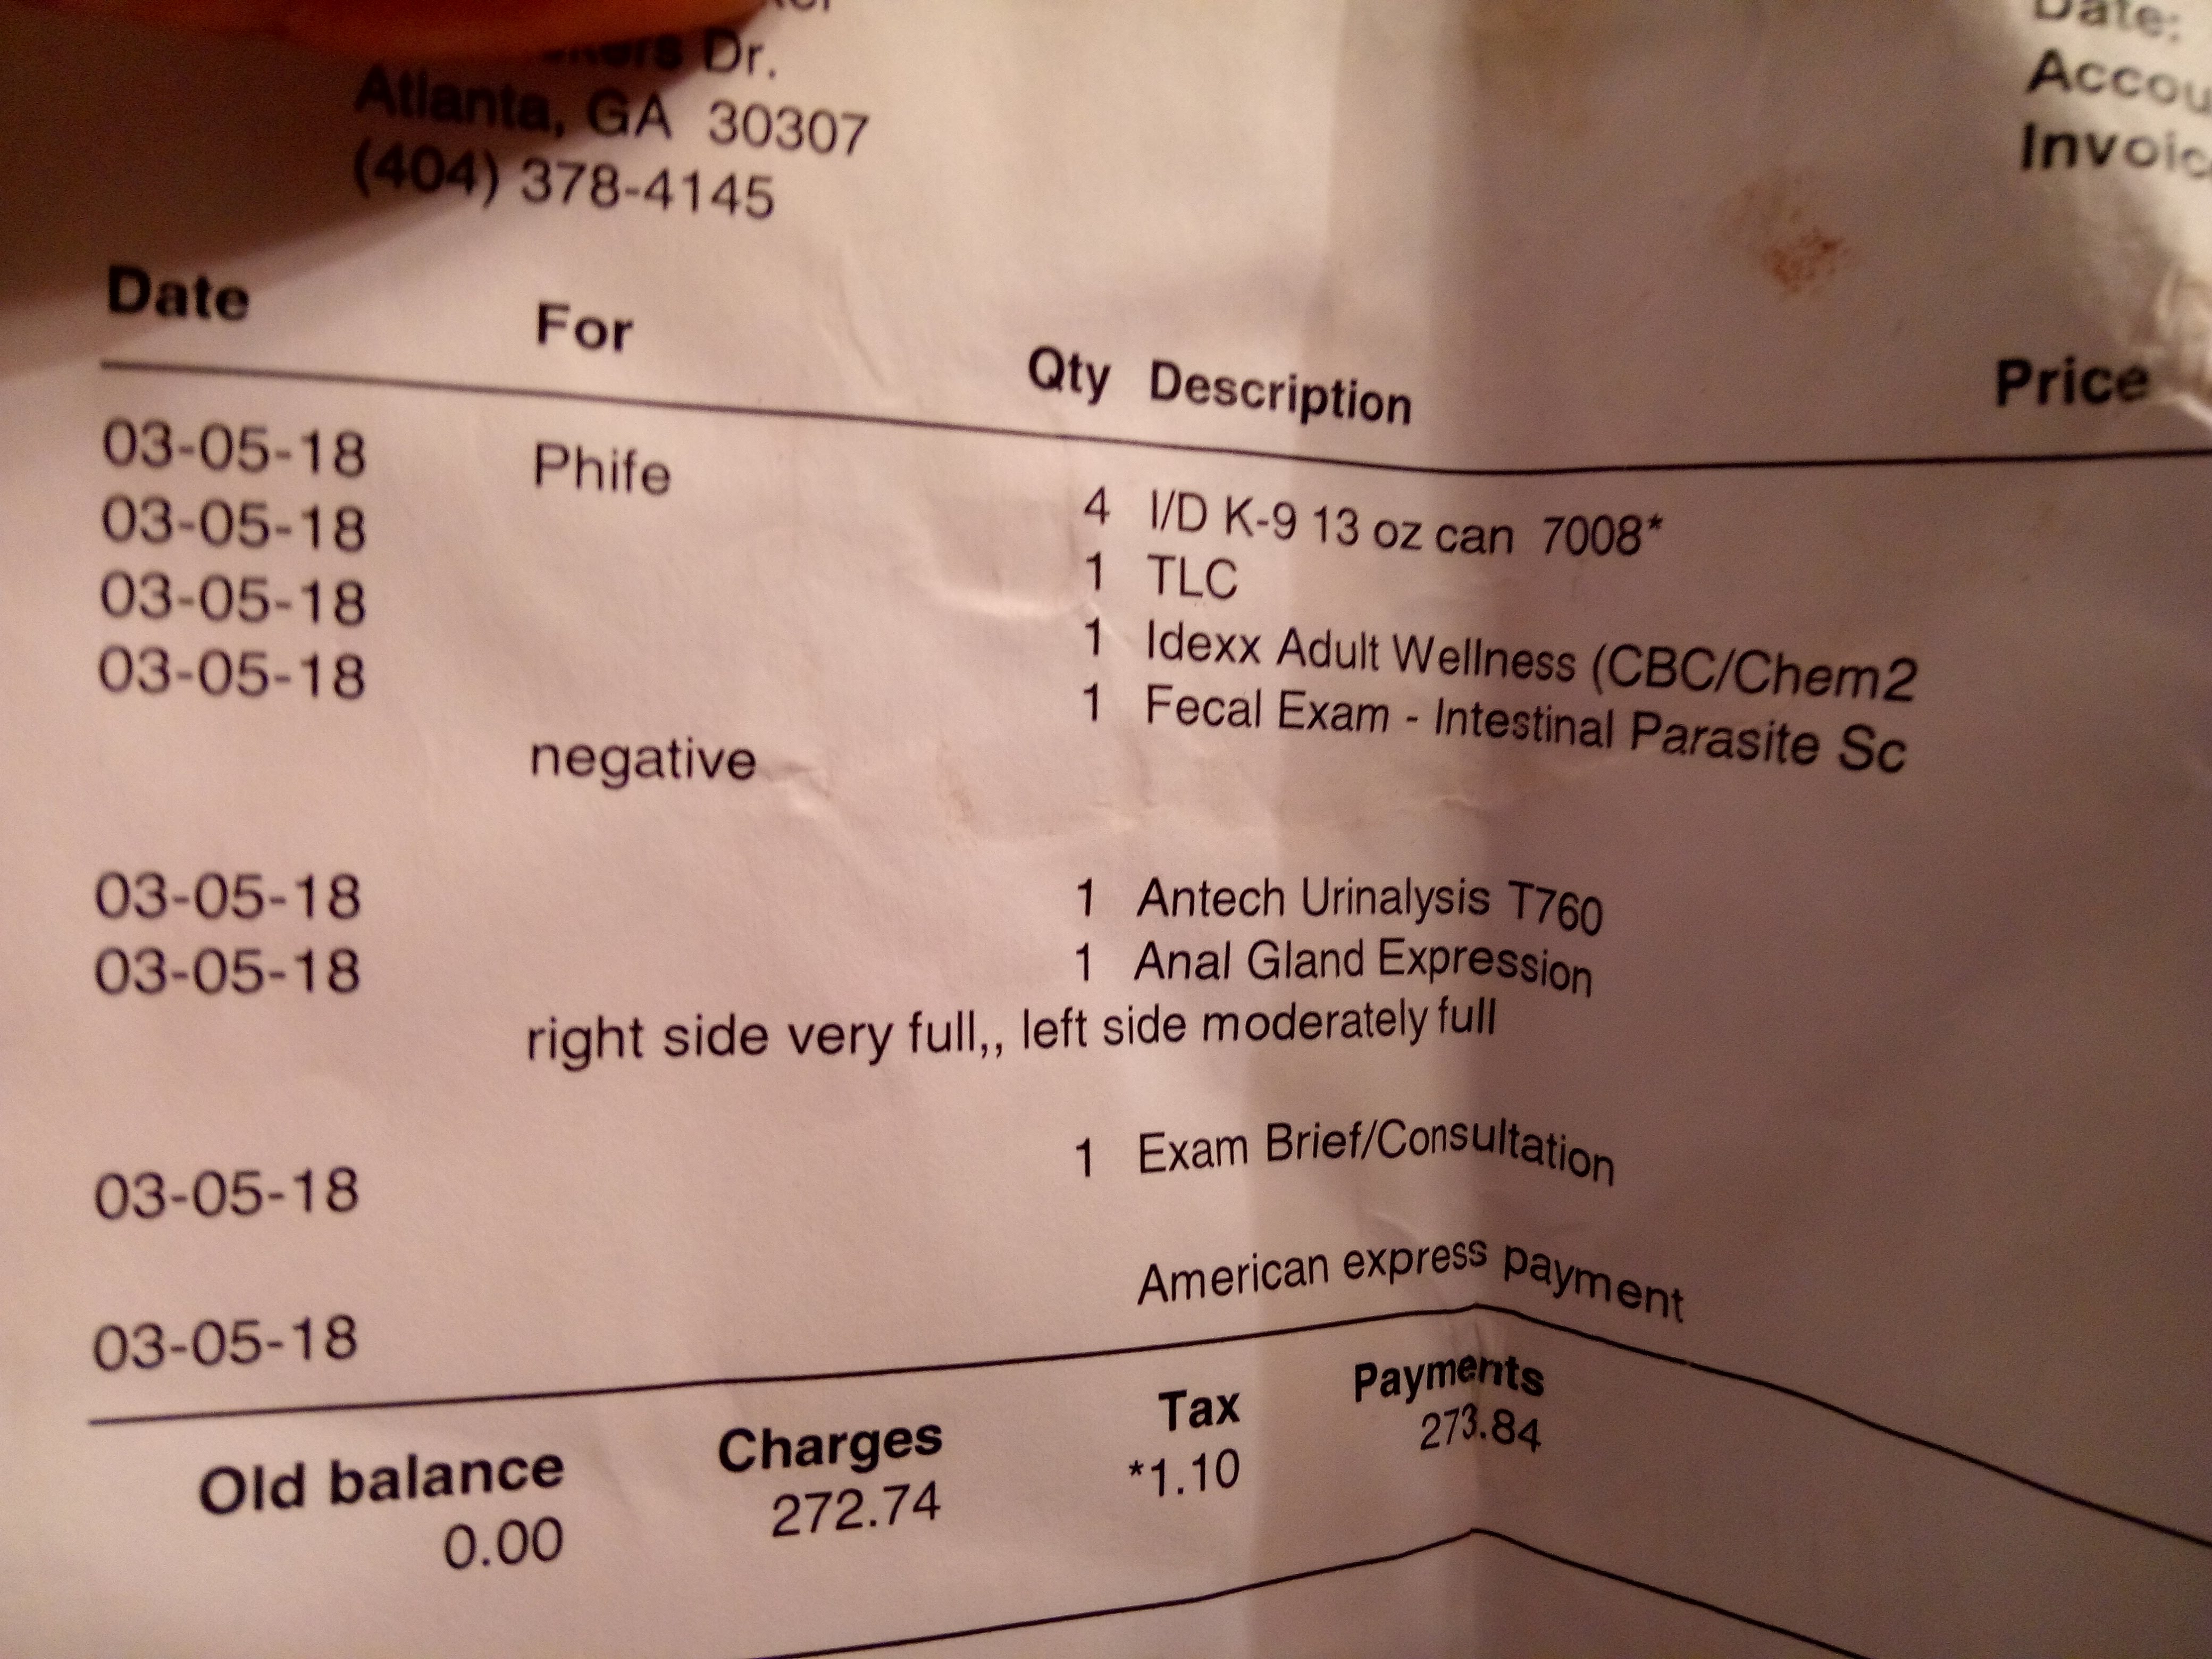 Dr.
Atlanta, GA 30307
(404) 378-4145
Date:
Date For Qty Description Price
03-05-18 Phife 4 I/D K-9 13 oz can 7008*
03-05-18 1 TLC
03-05-18 1 Idexx Adult Wellness (CBC/Chem2
03-05-18 1 Fecal Exam - Intestinal Parasite Sc
negative
03-05-18 1 Antech Urinalysis T760
03-05-18 1 Anal Gland Expression
right side very full,, left side moderately full
03-05-18 1 Exam Brief/Consultation
03-05-18 American express payment
Old balance Charges Tax Payments
0.00 272.74 *1.10 273.84